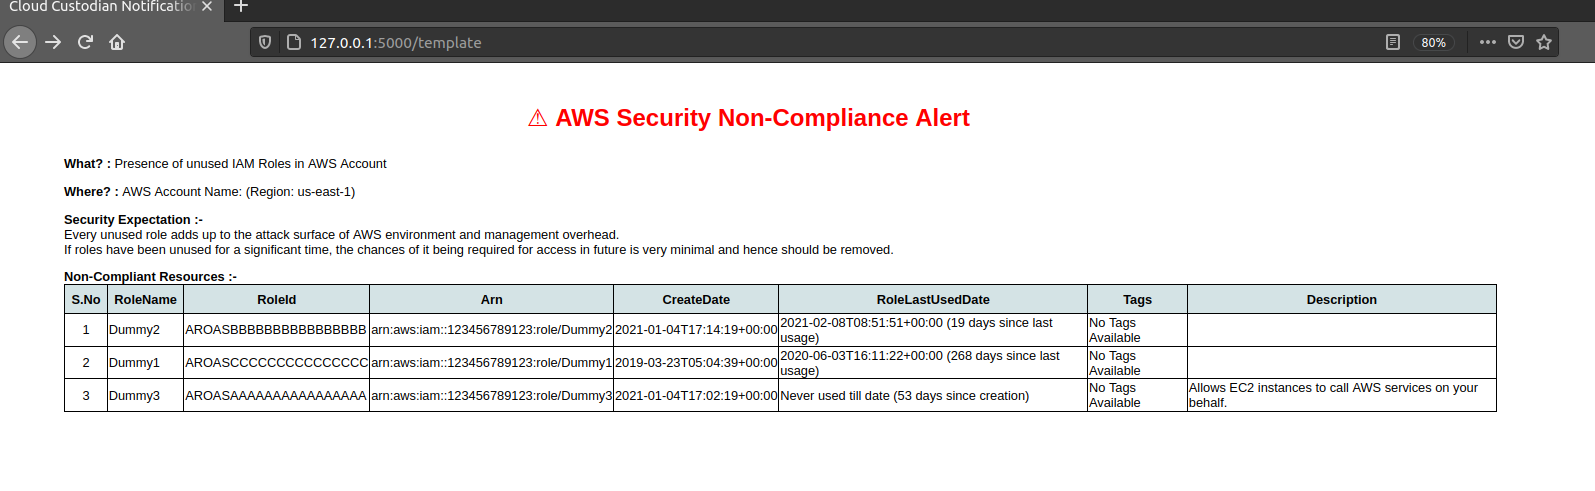 Cloud Custodian Notificatio
127.0.0.1:5000/template
80%
⚠ AWS Security Non-Compliance Alert
What? : Presence of unused IAM Roles in AWS Account
Where? : AWS Account Name: (Region: us-east-1)
Security Expectation :-
Every unused role adds up to the attack surface of AWS environment and management overhead.
If roles have been unused for a significant time, the chances of it being required for access in future is very minimal and hence should be removed.
Non-Compliant Resources :-
S.No RoleName RoleId Arn CreateDate RoleLastUsedDate Tags Description
1 Dummy2 AROASBBBBBBBBBBBBBBBB arn:aws:iam::123456789123:role/Dummy2 2021-01-04T17:14:19+00:00 2021-02-08T08:51:51+00:00 (19 days since last usage) No Tags Available
2 Dummy1 AROASCCCCCCCCCCCCCCCC arn:aws:iam::123456789123:role/Dummy1 2019-03-23T05:04:39+00:00 2020-06-03T16:11:22+00:00 (268 days since last usage) No Tags Available
3 Dummy3 AROASAAAAAAAAAAAAAAAA arn:aws:iam::123456789123:role/Dummy3 2021-01-04T17:02:19+00:00 Never used till date (53 days since creation) No Tags Available Allows EC2 instances to call AWS services on your behalf.